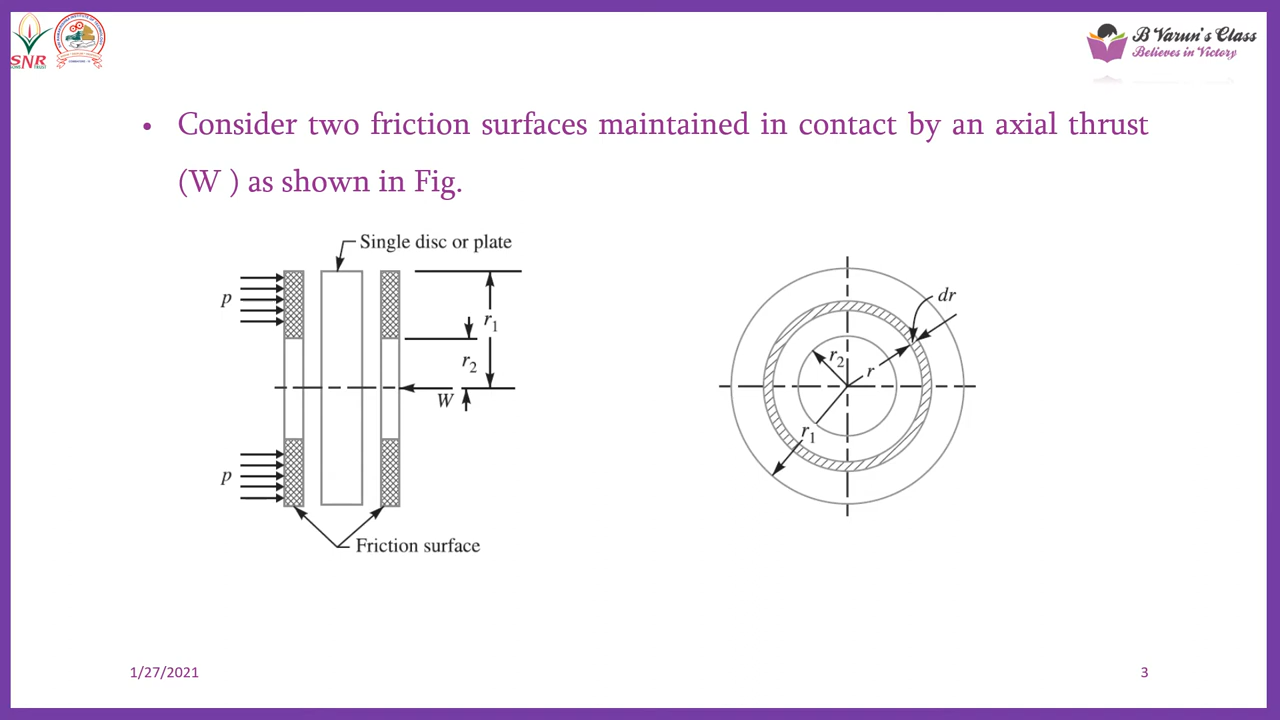 SNR
B Varun's Class
Believes in Victory
• Consider two friction surfaces maintained in contact by an axial thrust
(W ) as shown in Fig.
Single disc or plate
p
r1
r2
W
p
Friction surface
dr
r2
r
r1
1/27/2021
3